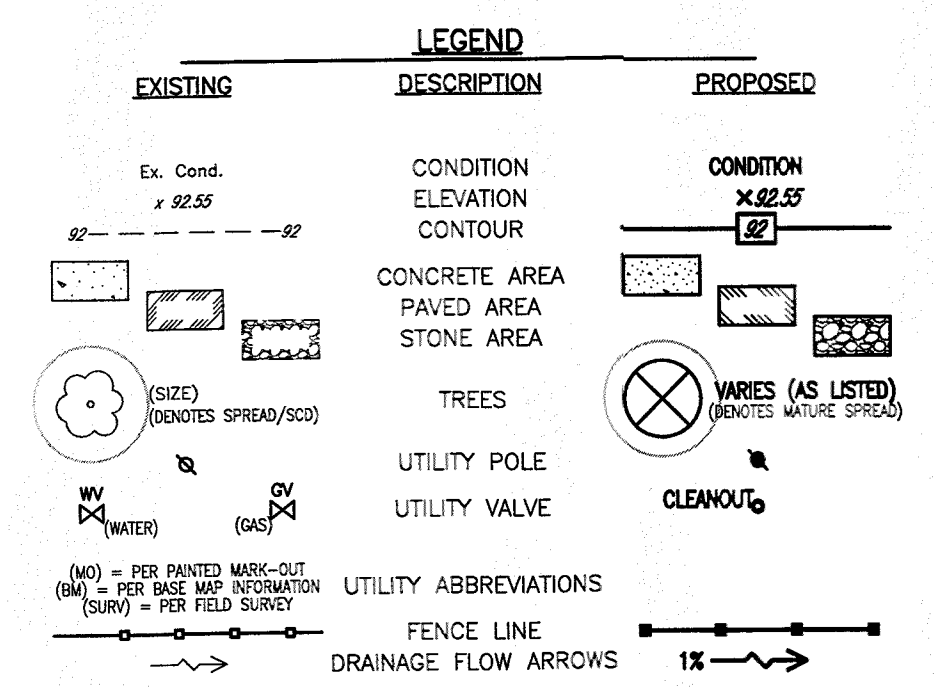 LEGEND
EXISTING DESCRIPTION PROPOSED
Ex. Cond. CONDITION CONDITION
x 92.55 ELEVATION x 92.55
92 92 CONTOUR 92
CONCRETE AREA
PAVED AREA
STONE AREA
(SIZE) TREES VARIES (AS LISTED)
(DENOTES SPREAD/SCD) (DENOTES MATURE SPREAD)
UTILITY POLE
WV GV UTILITY VALVE CLEANOUT
(WATER) (GAS)
(MO) = PER PAINTED MARK-OUT
(BM) = PER BASE MAP INFORMATION UTILITY ABBREVIATIONS
(SURV) = PER FIELD SURVEY
FENCE LINE
DRAINAGE FLOW ARROWS 1%